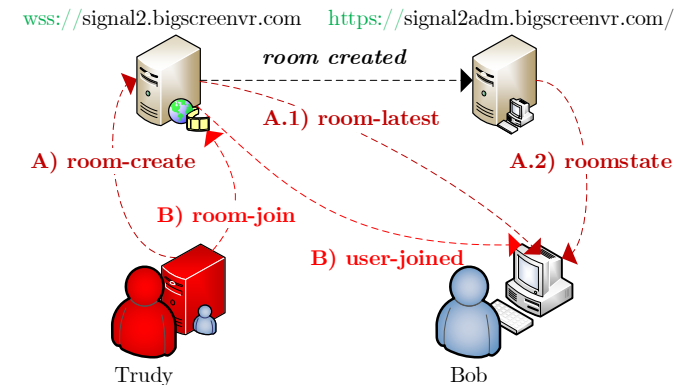 wss://signal2.bigscreenvr.com https://signal2adm.bigscreenvr.com/
room created
A.1) room-latest
A) room-create
A.2) roomstate
B) room-join
B) user-joined
Trudy
Bob